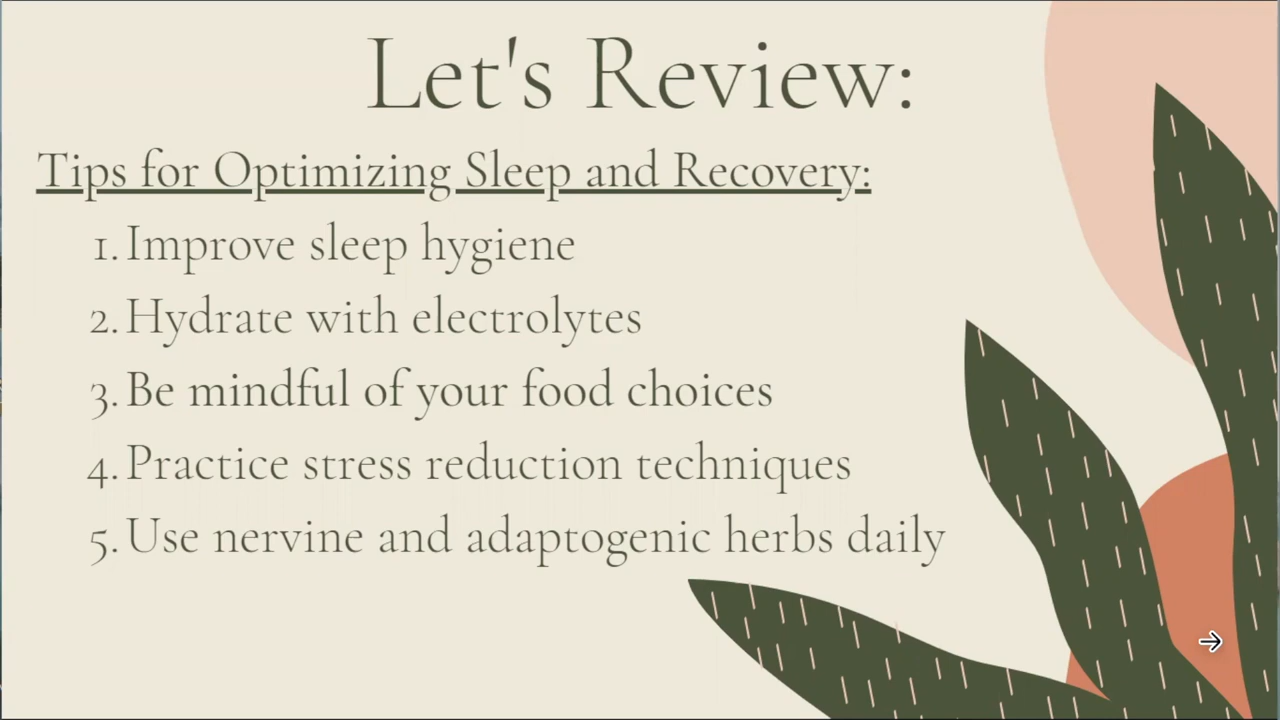 Let's Review:
Tips for Optimizing Sleep and Recovery:
1. Improve sleep hygiene
2. Hydrate with electrolytes
3. Be mindful of your food choices
4. Practice stress reduction techniques
5. Use nervine and adaptogenic herbs daily